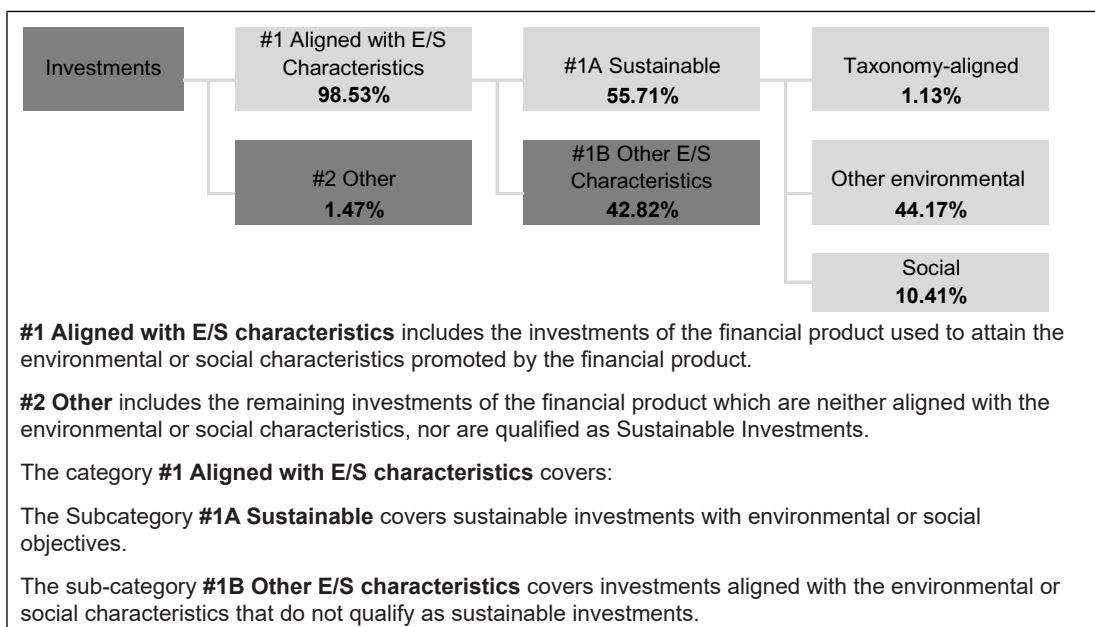 Investments
#1 Aligned with E/S
Characteristics
98.53%
#1A Sustainable
55.71%
Taxonomy-aligned
1.13%
#2 Other
1.47%
#1B Other E/S
Characteristics
42.82%
Other environmental
44.17%
Social
10.41%
#1 Aligned with E/S characteristics includes the investments of the financial product used to attain the
environmental or social characteristics promoted by the financial product.
#2 Other includes the remaining investments of the financial product which are neither aligned with the
environmental or social characteristics, nor are qualified as Sustainable Investments.
The category #1 Aligned with E/S characteristics covers:
The Subcategory #1A Sustainable covers sustainable investments with environmental or social
objectives.
The sub-category #1B Other E/S characteristics covers investments aligned with the environmental or
social characteristics that do not qualify as sustainable investments.